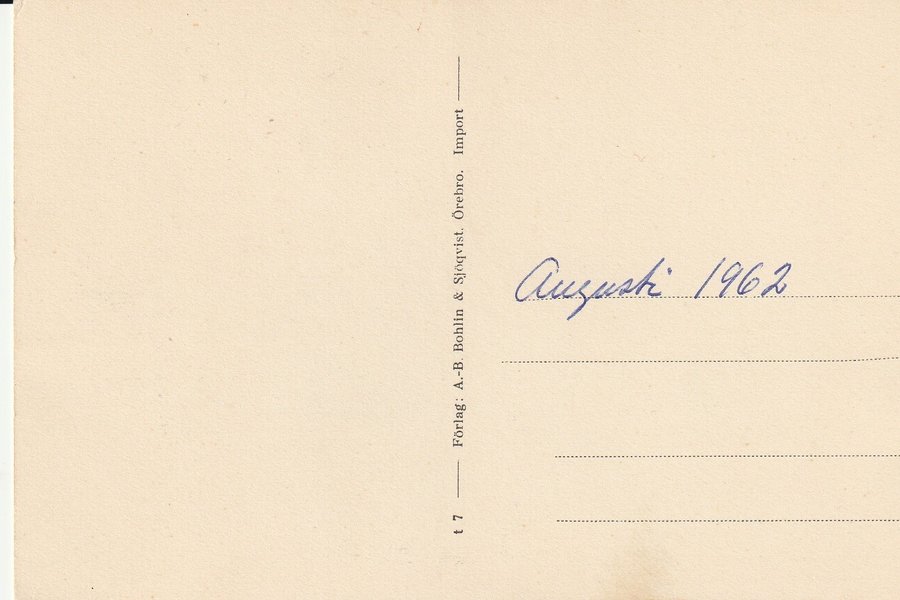 t 7 —— Förlag: A.-B. Bohlin & Sjöqvist. Örebro. Import ——
Augusti 1962